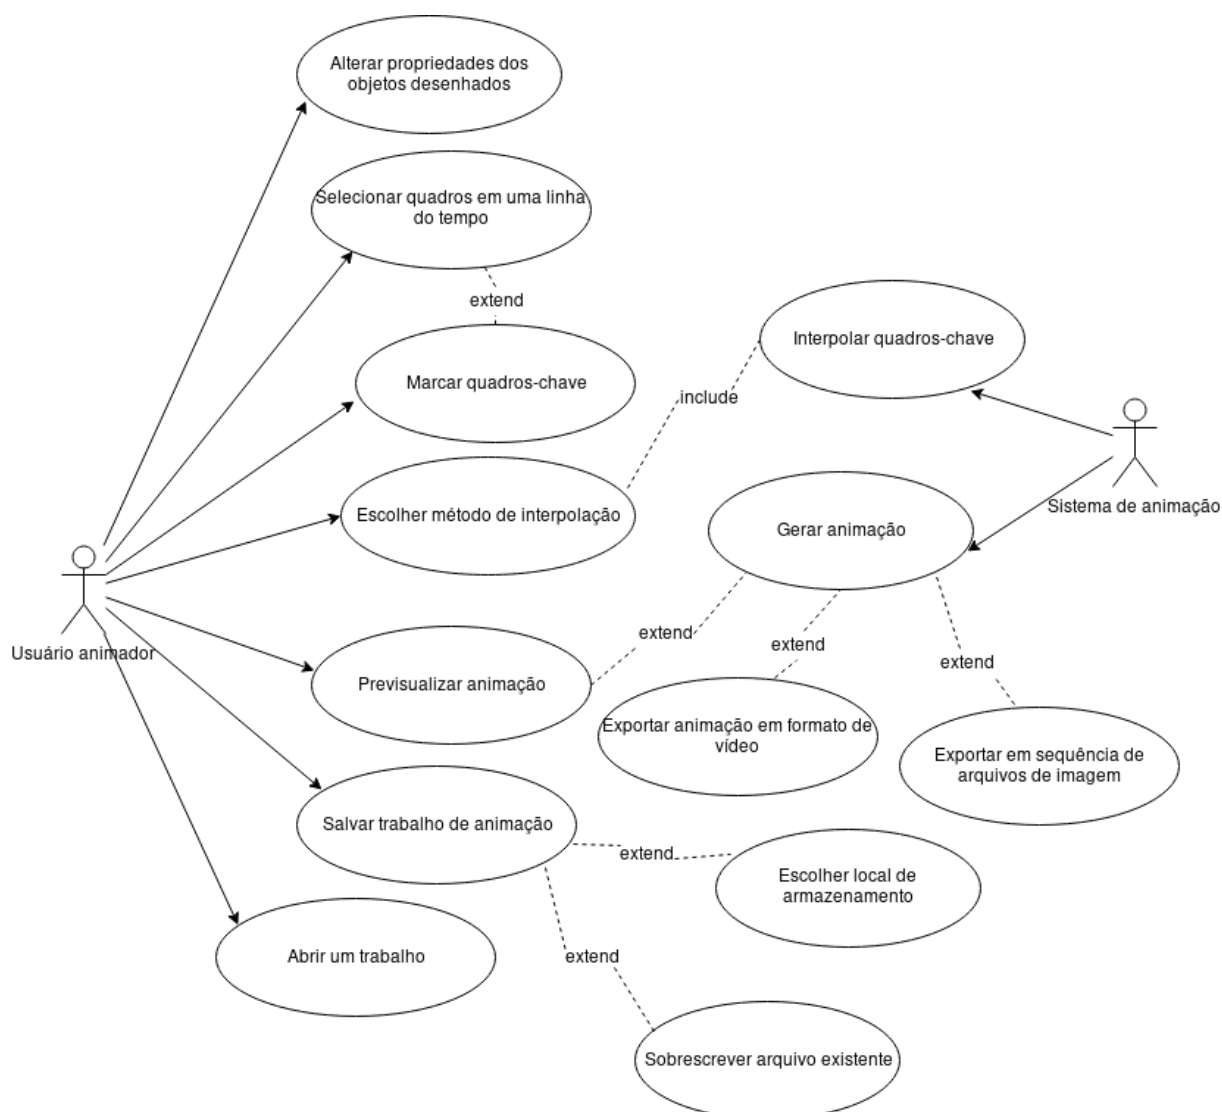 Alterar propriedades dos
objetos desenhados
Selecionar quadros em uma linha
do tempo
extend
Interpolar quadros-chave
Marcar quadros-chave
include
Escolher método de interpolação
Sistema de animação
Gerar animação
Usuário animador
extend
extend
extend
Previsualizar animação
Exportar animação em formato de
vídeo
Exportar em sequência de
arquivos de imagem
Salvar trabalho de animação
extend
Escolher local de
armazenamento
Abrir um trabalho
extend
Sobrescrever arquivo existente